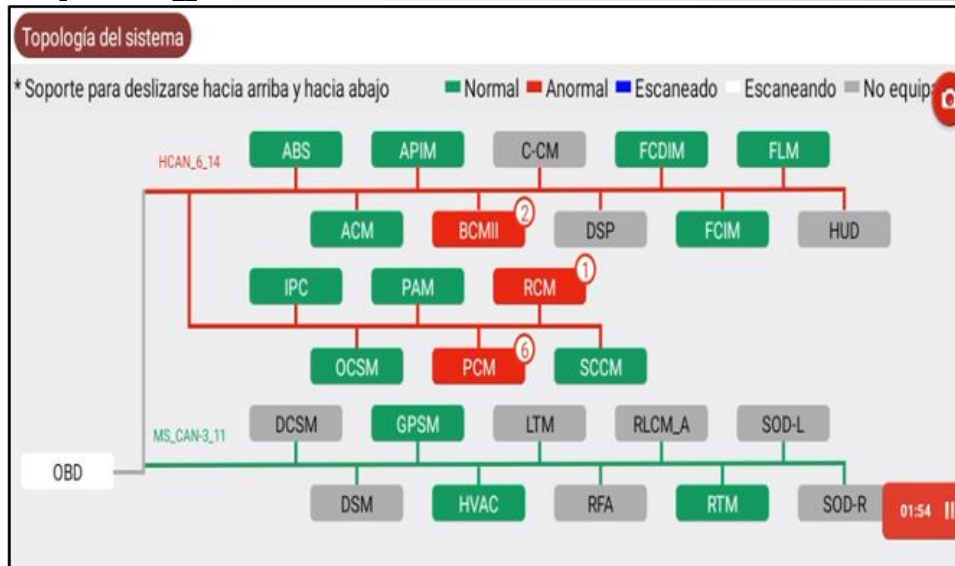 Topología del sistema
* Soporte para deslizarse hacia arriba y hacia abajo
Normal Anormal Escaneado Escaneando No equipa
HCAN_6_14
ABS APIM C-CM FCDIM FLM
ACM BCMII 2 DSP FCIM HUD
IPC PAM RCM 1
OCSM PCM 6 SCCM
MS_CAN-3_11
DCSM GPSM LTM RLCM_A SOD-L
OBD
DSM HVAC RFA RTM SOD-R
01:54